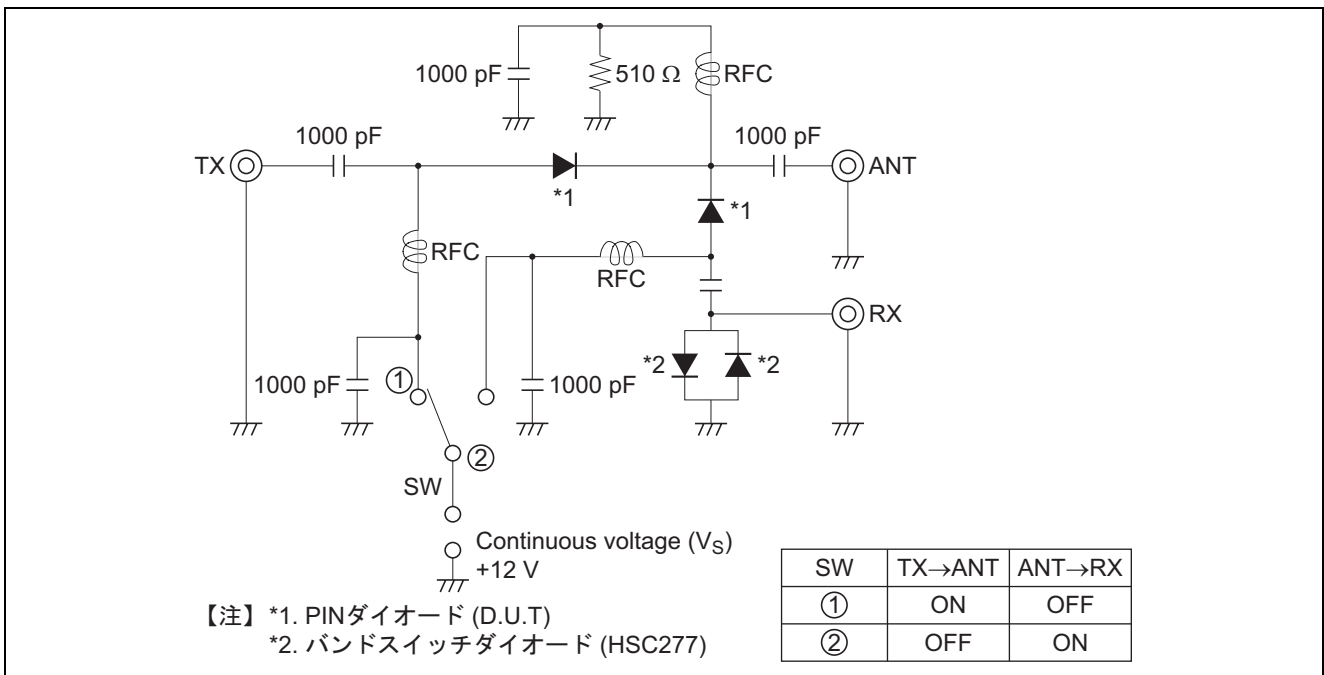 1000 pF
510 Ω
RFC
1000 pF
1000 pF
TX
ANT
*1
*1
RFC
RFC
RX
*2
*2
1000 pF
①
1000 pF
②
SW
Continuous voltage (VS)
+12 V
【注】 *1. PINダイオード (D.U.T)
*2. バンドスイッチダイオード (HSC277)
SW TX→ANT ANT→RX
① ON OFF
② OFF ON